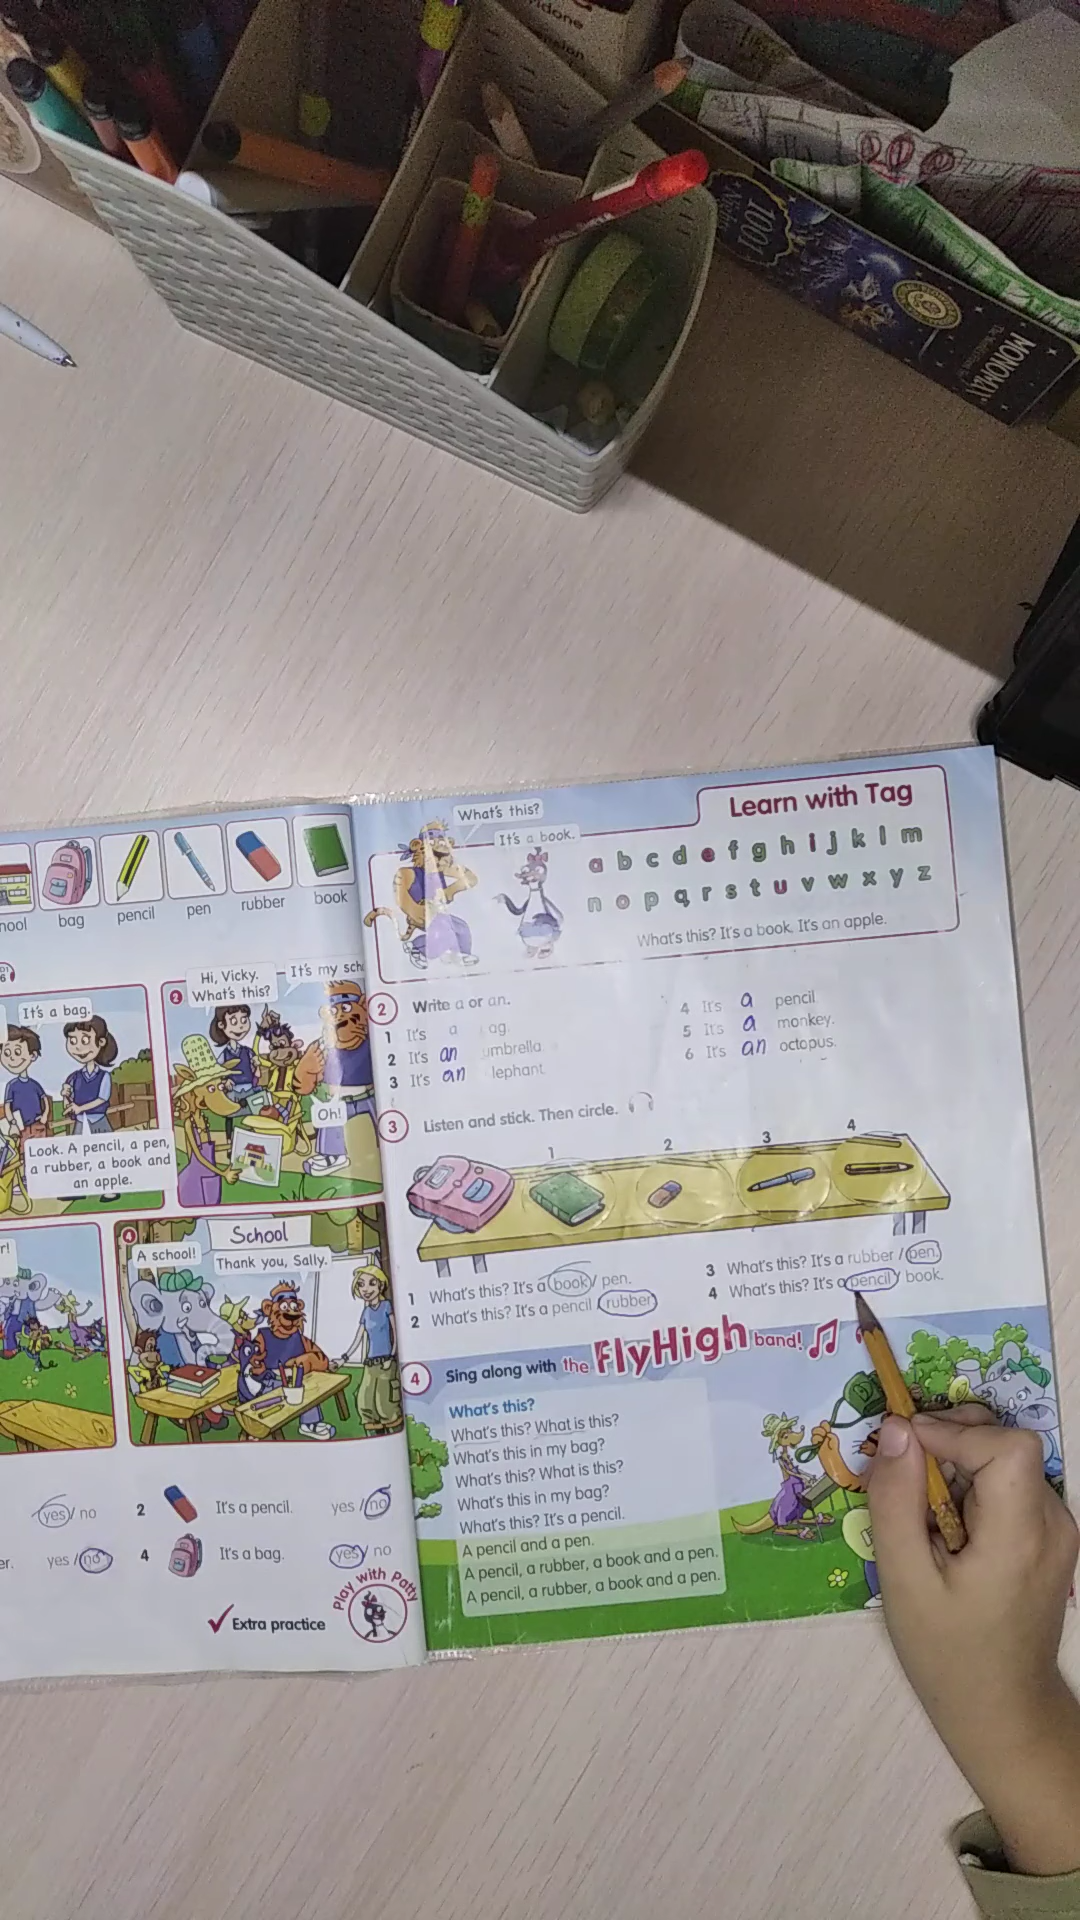 1001
MONOMAX
bag
pencil
pen
rubber
book
It's a bag.
Look. A pencil, a pen,
a rubber, a book and
an apple.
2
Hi, Vicky.
What's this?
It's my
Oh!
4
A school!
School
Thank you, Sally.
yes / no
2 It's a pencil. yes / no
yes / no
4 It's a bag. yes / no
Extra practice
Play with Patty
What's this?
It's a book.
Learn with Tag
a b c d e f g h i j k l m
n o p q r s t u v w x y z
What's this? It's a book. It's an apple.
2 Write a or an.
1 It's a
2 It's an umbrella.
3 It's an
4 It's a pencil.
5 It's a monkey.
6 It's an octopus.
3 Listen and stick. Then circle.
1
2
3
4
1 What's this? It's a book / pen.
2 What's this? It's a pencil / rubber.
3 What's this? It's a rubber / pen.
4 What's this? It's a pencil / book.
4 Sing along with the FlyHigh band!
What's this?
What's this? What is this?
What's this in my bag?
What's this? What is this?
What's this in my bag?
What's this? It's a pencil.
A pencil and a pen.
A pencil, a rubber, a book and a pen.
A pencil, a rubber, a book and a pen.